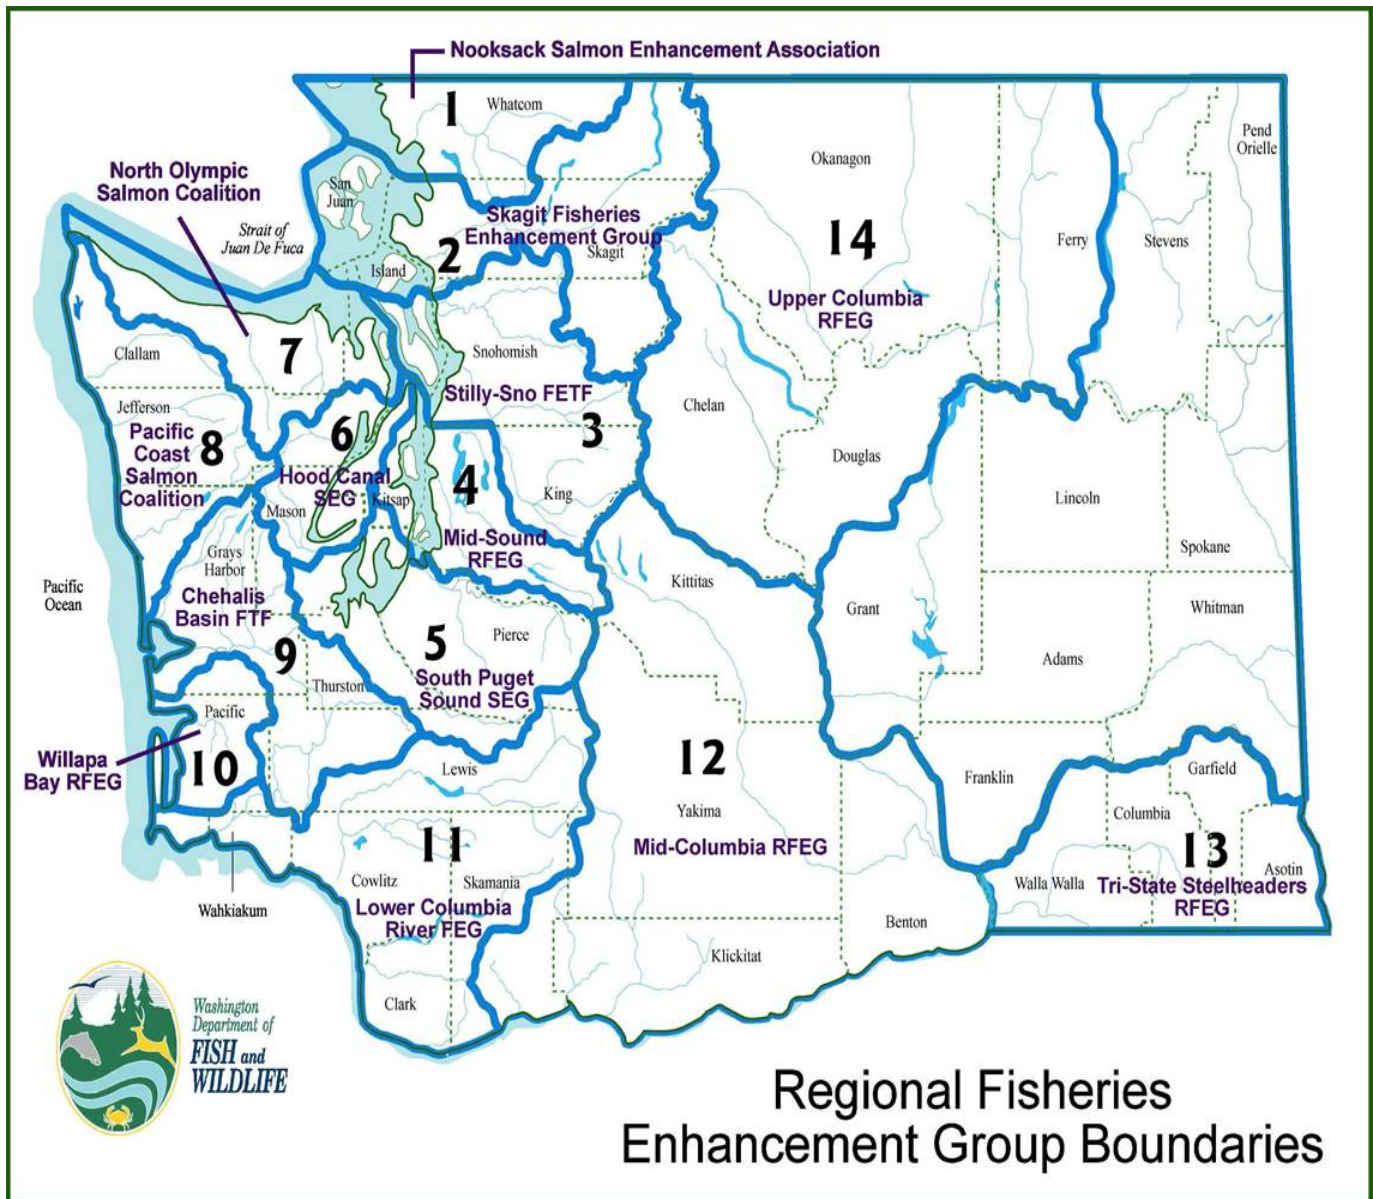 Nooksack Salmon Enhancement Association
1
Whatcom
Pend
Orielle
North Olympic
Salmon Coalition
Okanagon
San
Juan
Strait of
Juan De Fuca
Skagit Fisheries
Enhancement Group
2
Skagit
14
Ferry
Stevens
Island
Upper Columbia
RFEG
7
Clallam
Snohomish
Stilly-Sno FETF
Jefferson
Chelan
Pacific
Coast
Salmon
Coalition
8
6
3
Hood Canal
SEG
4
Douglas
Kitsap
King
Lincoln
Mason
Mid-Sound
RFEG
Spokane
Grays
Harbor
Pacific
Ocean
Kittitas
Chehalis
Basin FTF
Grant
Whitman
5
Pierce
9
Adams
South Puget
Sound SEG
Thurston
Pacific
Willapa
Bay RFEG
10
12
Lewis
Franklin
Garfield
Yakima
Columbia
11
Mid-Columbia RFEG
13
Cowlitz
Skamania
Walla Walla
Asotin
Tri-State Steelheaders
RFEG
Wahkiakum
Lower Columbia
River FEG
Benton
Klickitat
Clark
Washington
Department of
FISH and
WILDLIFE
Regional Fisheries
Enhancement Group Boundaries